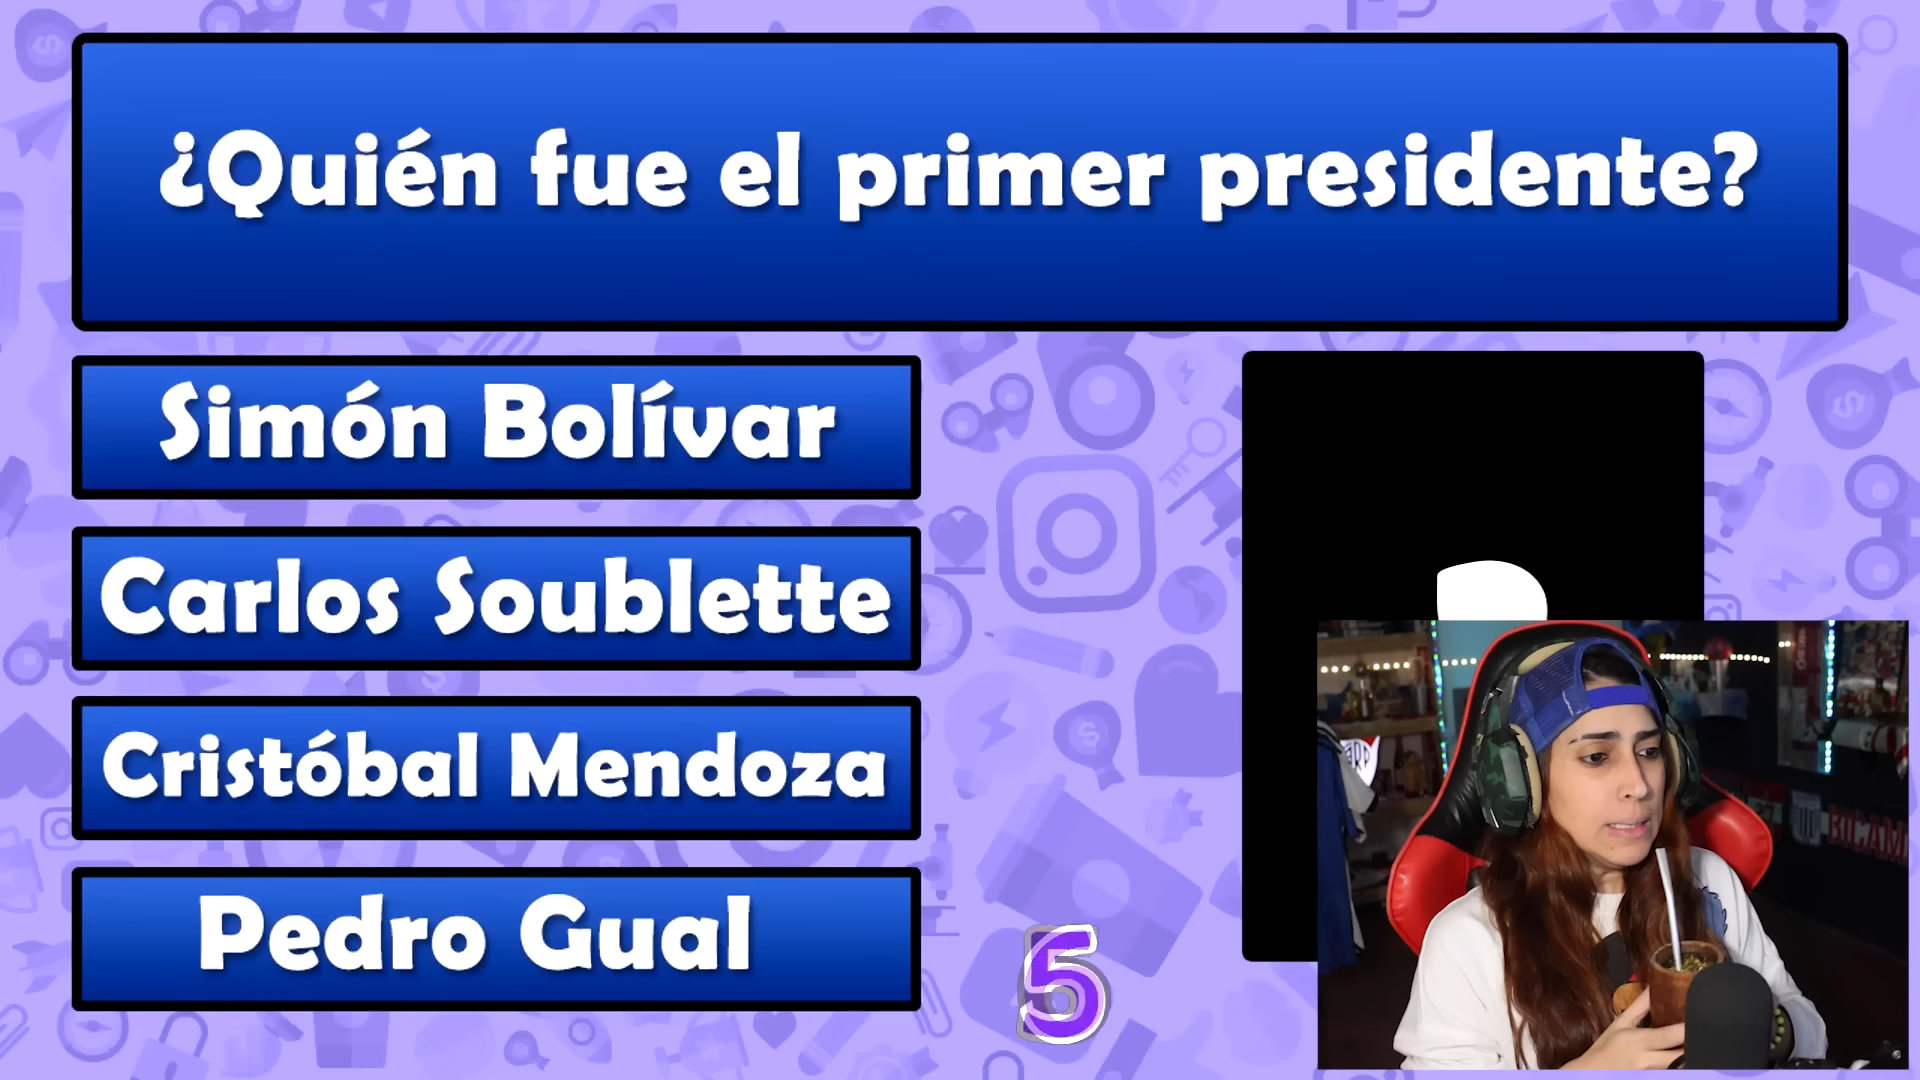 ¿Quién fue el primer presidente?
Simón Bolívar
Carlos Soublette
Cristóbal Mendoza
Pedro Gual
5